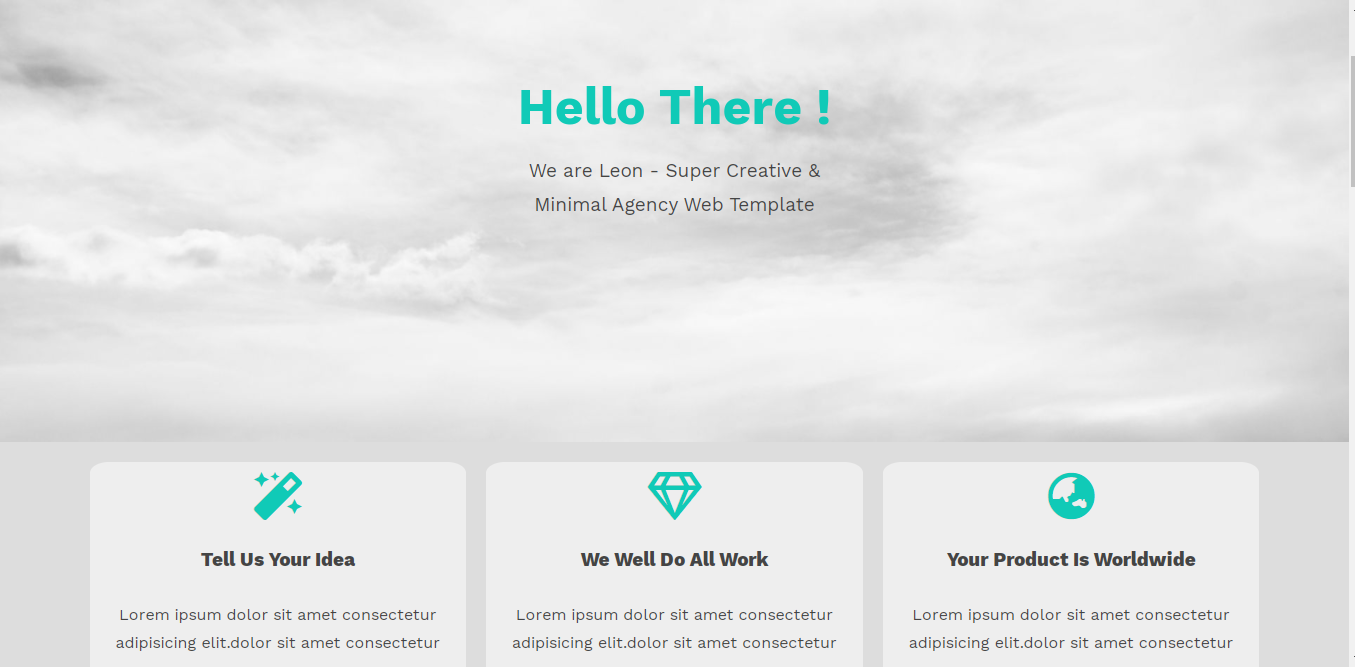 Hello There !
We are Leon - Super Creative &
Minimal Agency Web Template
Tell Us Your Idea
Lorem ipsum dolor sit amet consectetur
adipisicing elit.dolor sit amet consectetur
We Well Do All Work
Lorem ipsum dolor sit amet consectetur
adipisicing elit.dolor sit amet consectetur
Your Product Is Worldwide
Lorem ipsum dolor sit amet consectetur
adipisicing elit.dolor sit amet consectetur